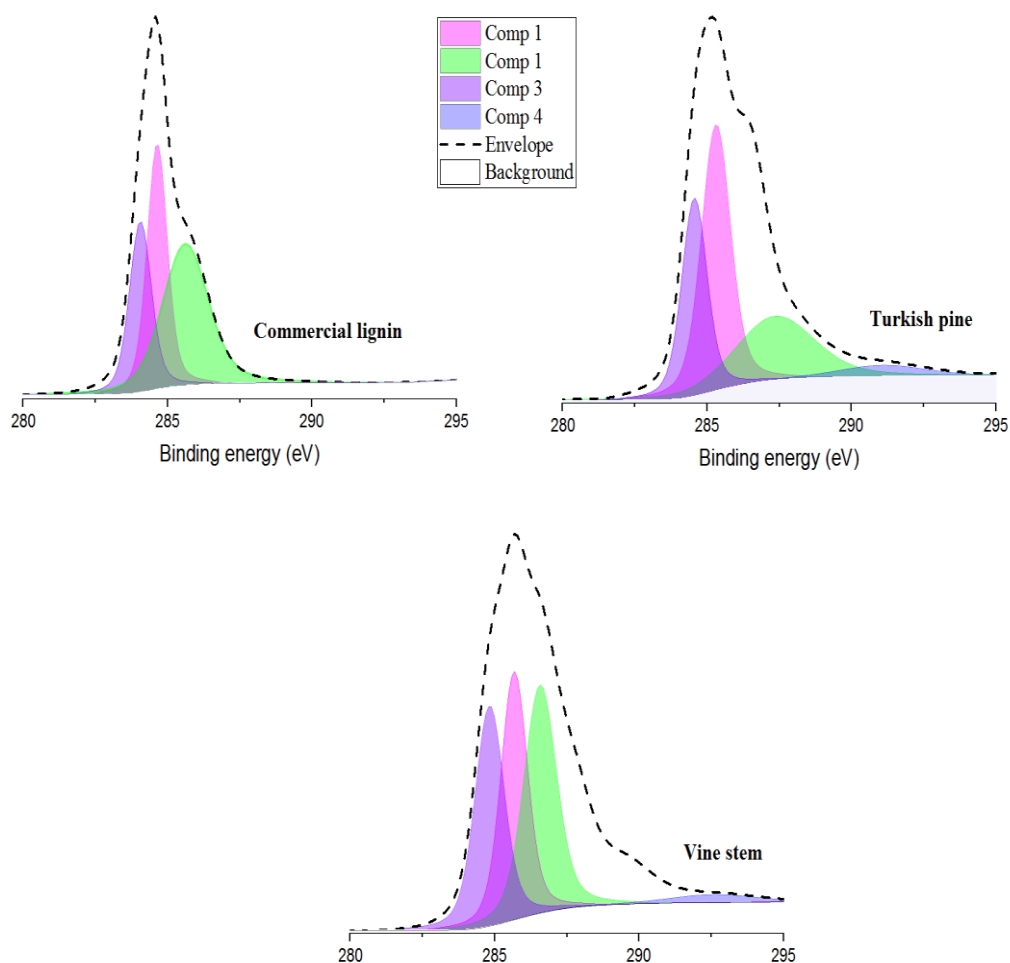 Comp 1
Comp 1
Comp 3
Comp 4
Envelope
Background
Commercial lignin
280 285 290 295
Binding energy (eV)
Turkish pine
280 285 290 295
Binding energy (eV)
Vine stem
280 285 290 295